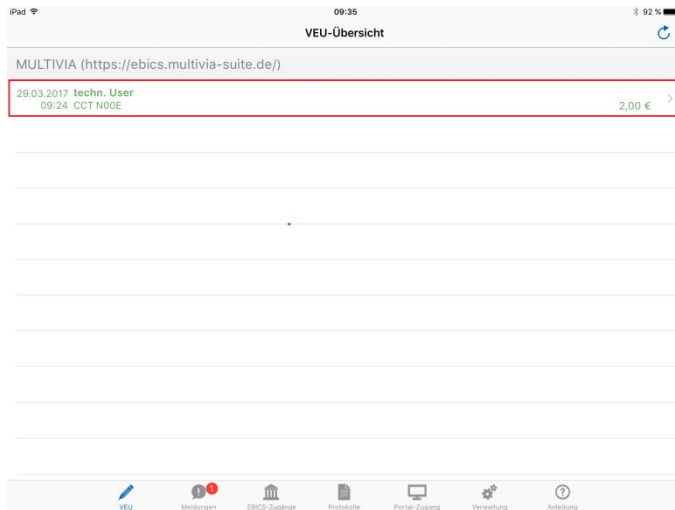 iPad 09:35 92 %
VEU-Übersicht
MULTIVIA (https://ebics.multivia-suite.de/)
29.03.2017 techn. User
09:24 CCT N00E 2,00 €
1
VEU Meldungen EBICS-Zugänge Protokolle Portal-Zugang Verwaltung Anleitung